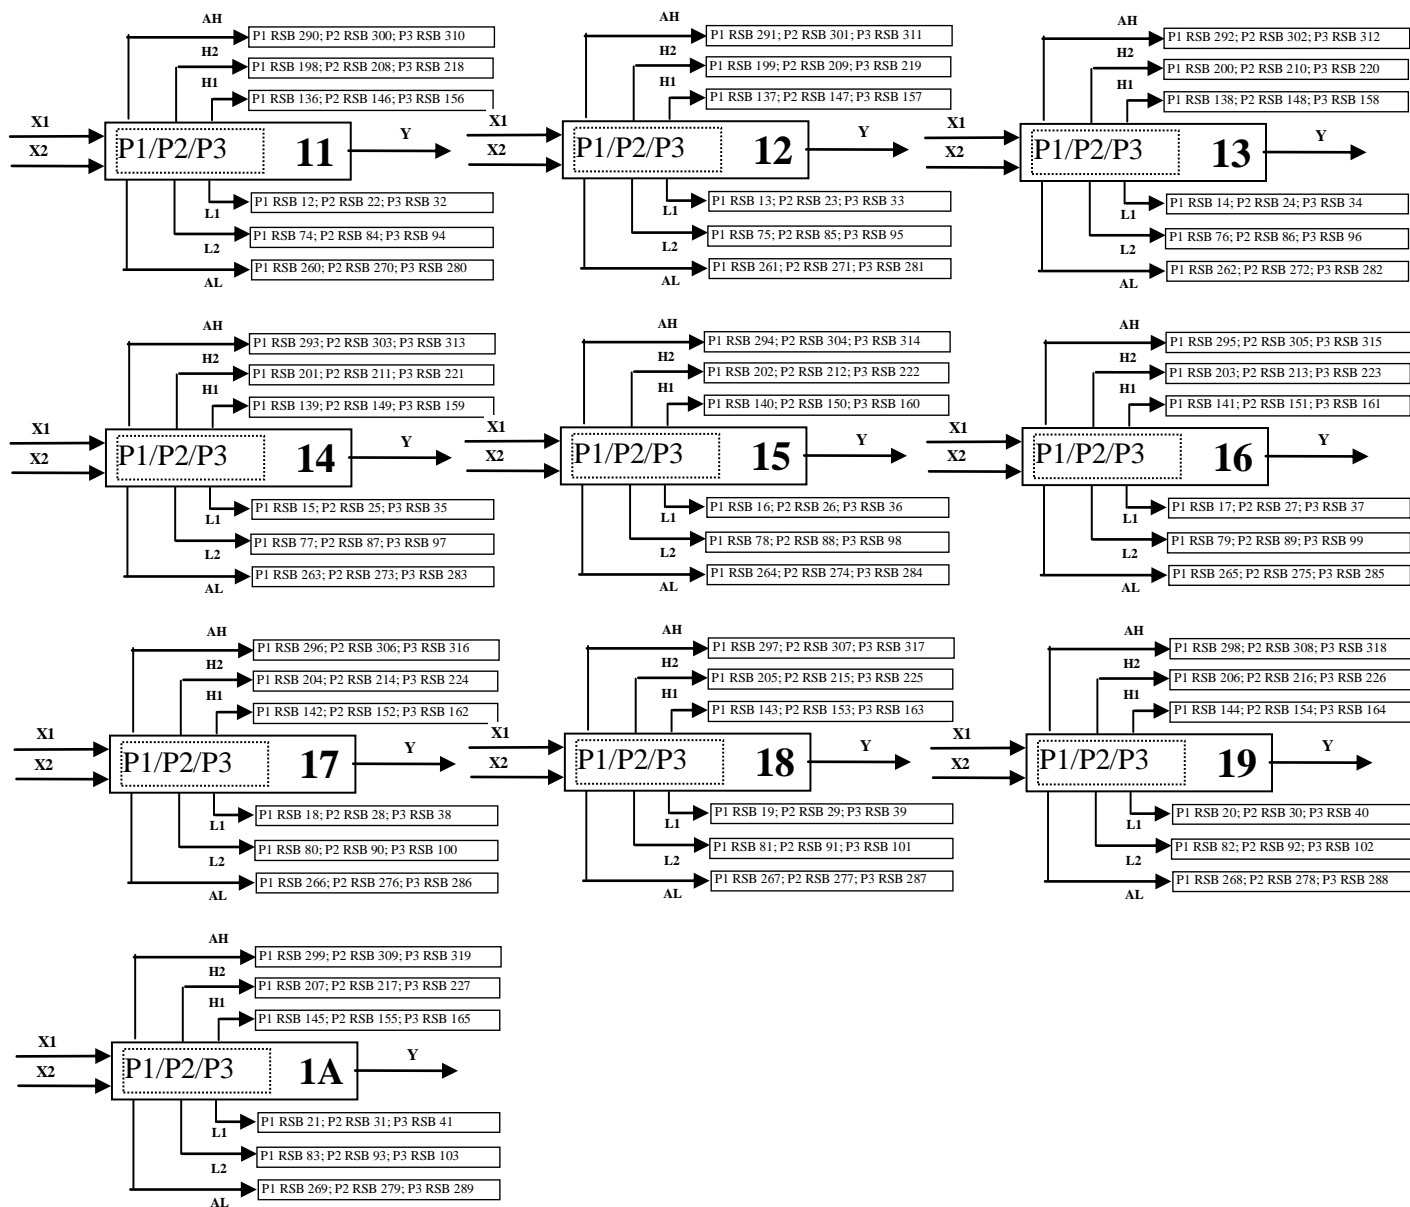 AH
P1 RSB 290; P2 RSB 300; P3 RSB 310
H2
P1 RSB 198; P2 RSB 208; P3 RSB 218
H1
P1 RSB 136; P2 RSB 146; P3 RSB 156
X1
X2
P1/P2/P3 11
Y
L1
P1 RSB 12; P2 RSB 22; P3 RSB 32
L2
P1 RSB 74; P2 RSB 84; P3 RSB 94
AL
P1 RSB 260; P2 RSB 270; P3 RSB 280
AH
P1 RSB 291; P2 RSB 301; P3 RSB 311
H2
P1 RSB 199; P2 RSB 209; P3 RSB 219
H1
P1 RSB 137; P2 RSB 147; P3 RSB 157
X1
X2
P1/P2/P3 12
Y
L1
P1 RSB 13; P2 RSB 23; P3 RSB 33
L2
P1 RSB 75; P2 RSB 85; P3 RSB 95
AL
P1 RSB 261; P2 RSB 271; P3 RSB 281
AH
P1 RSB 292; P2 RSB 302; P3 RSB 312
H2
P1 RSB 200; P2 RSB 210; P3 RSB 220
H1
P1 RSB 138; P2 RSB 148; P3 RSB 158
X1
X2
P1/P2/P3 13
Y
L1
P1 RSB 14; P2 RSB 24; P3 RSB 34
L2
P1 RSB 76; P2 RSB 86; P3 RSB 96
AL
P1 RSB 262; P2 RSB 272; P3 RSB 282
AH
P1 RSB 293; P2 RSB 303; P3 RSB 313
H2
P1 RSB 201; P2 RSB 211; P3 RSB 221
H1
P1 RSB 139; P2 RSB 149; P3 RSB 159
X1
X2
P1/P2/P3 14
Y
L1
P1 RSB 15; P2 RSB 25; P3 RSB 35
L2
P1 RSB 77; P2 RSB 87; P3 RSB 97
AL
P1 RSB 263; P2 RSB 273; P3 RSB 283
AH
P1 RSB 294; P2 RSB 304; P3 RSB 314
H2
P1 RSB 202; P2 RSB 212; P3 RSB 222
H1
P1 RSB 140; P2 RSB 150; P3 RSB 160
X1
X2
P1/P2/P3 15
Y
L1
P1 RSB 16; P2 RSB 26; P3 RSB 36
L2
P1 RSB 78; P2 RSB 88; P3 RSB 98
AL
P1 RSB 264; P2 RSB 274; P3 RSB 284
AH
P1 RSB 295; P2 RSB 305; P3 RSB 315
H2
P1 RSB 203; P2 RSB 213; P3 RSB 223
H1
P1 RSB 141; P2 RSB 151; P3 RSB 161
X1
X2
P1/P2/P3 16
Y
L1
P1 RSB 17; P2 RSB 27; P3 RSB 37
L2
P1 RSB 79; P2 RSB 89; P3 RSB 99
AL
P1 RSB 265; P2 RSB 275; P3 RSB 285
AH
P1 RSB 296; P2 RSB 306; P3 RSB 316
H2
P1 RSB 204; P2 RSB 214; P3 RSB 224
H1
P1 RSB 142; P2 RSB 152; P3 RSB 162
X1
X2
P1/P2/P3 17
Y
L1
P1 RSB 18; P2 RSB 28; P3 RSB 38
L2
P1 RSB 80; P2 RSB 90; P3 RSB 100
AL
P1 RSB 266; P2 RSB 276; P3 RSB 286
AH
P1 RSB 297; P2 RSB 307; P3 RSB 317
H2
P1 RSB 205; P2 RSB 215; P3 RSB 225
H1
P1 RSB 143; P2 RSB 153; P3 RSB 163
X1
X2
P1/P2/P3 18
Y
L1
P1 RSB 19; P2 RSB 29; P3 RSB 39
L2
P1 RSB 81; P2 RSB 91; P3 RSB 101
AL
P1 RSB 267; P2 RSB 277; P3 RSB 287
AH
P1 RSB 298; P2 RSB 308; P3 RSB 318
H2
P1 RSB 206; P2 RSB 216; P3 RSB 226
H1
P1 RSB 144; P2 RSB 154; P3 RSB 164
X1
X2
P1/P2/P3 19
Y
L1
P1 RSB 20; P2 RSB 30; P3 RSB 40
L2
P1 RSB 82; P2 RSB 92; P3 RSB 102
AL
P1 RSB 268; P2 RSB 278; P3 RSB 288
AH
P1 RSB 299; P2 RSB 309; P3 RSB 319
H2
P1 RSB 207; P2 RSB 217; P3 RSB 227
H1
P1 RSB 145; P2 RSB 155; P3 RSB 165
X1
X2
P1/P2/P3 1A
Y
L1
P1 RSB 21; P2 RSB 31; P3 RSB 41
L2
P1 RSB 83; P2 RSB 93; P3 RSB 103
AL
P1 RSB 269; P2 RSB 279; P3 RSB 289